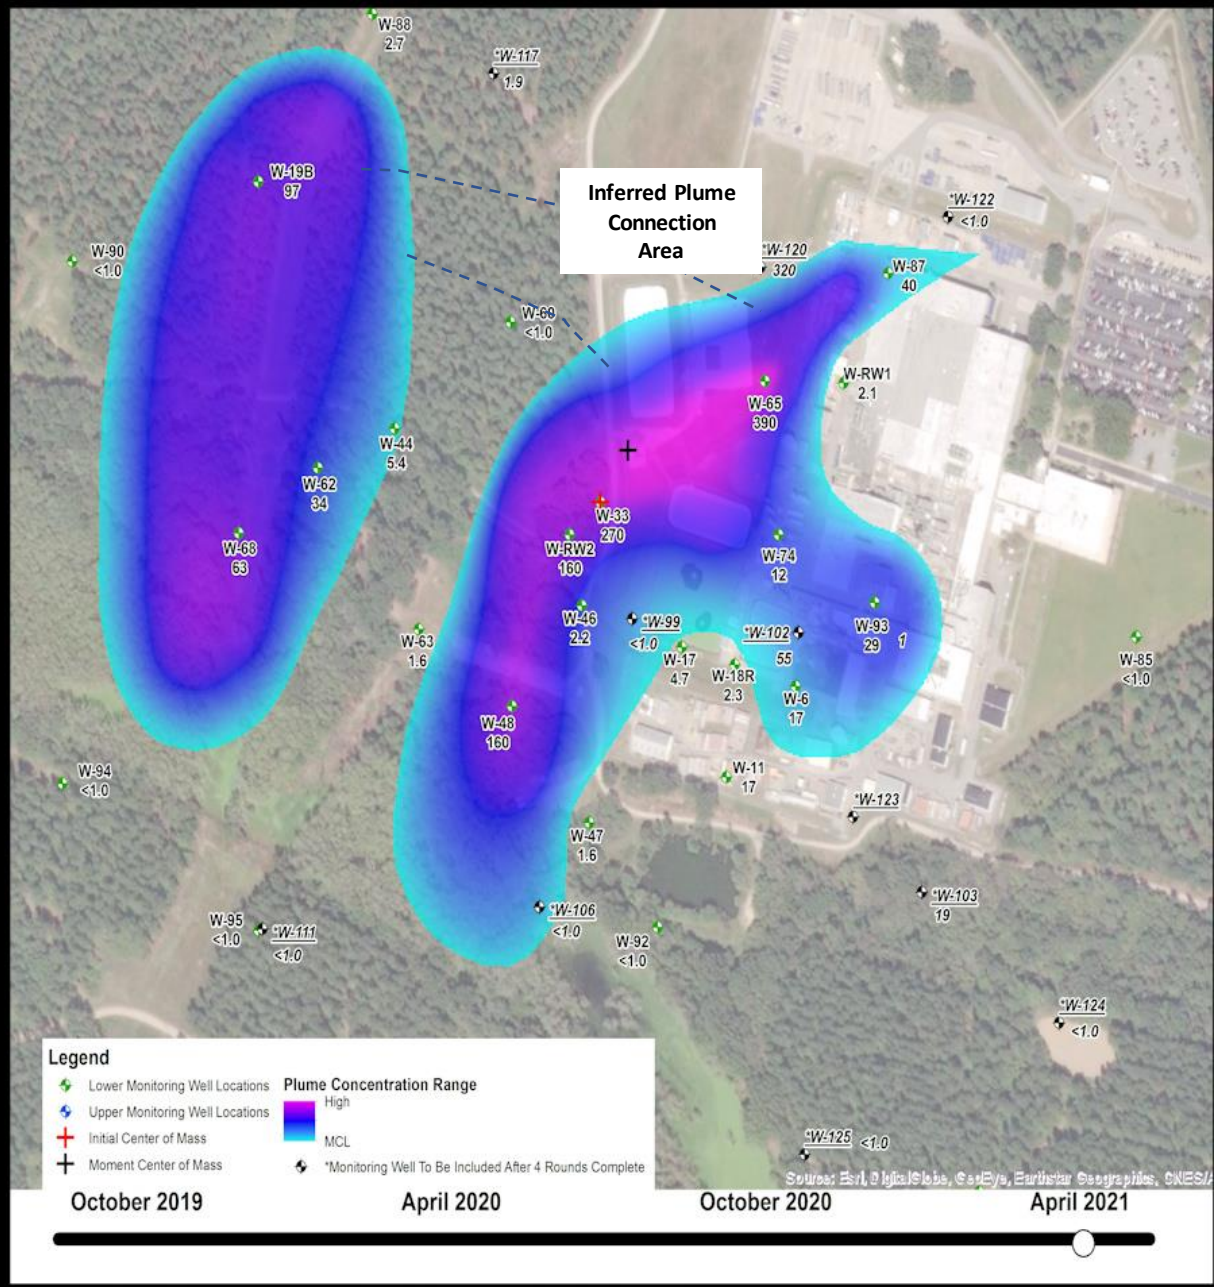 W-88
2.7
*W-117
1.9
W-19B
97
Inferred Plume
Connection
Area
*W-122
<1.0
W-90
<1.0
*W-120
320
W-87
40
W-60
<1.0
W-RW1
2.1
W-65
390
W-44
5.4
W-62
34
W-33
270
W-68
63
W-RW2
160
W-74
12
W-46
2.2
*W-99
<1.0
*W-102
55
W-93
29
1
W-63
1.6
W-17
4.7
W-18R
2.3
W-6
17
W-85
<1.0
W-48
160
W-94
<1.0
W-11
17
*W-123
W-47
1.6
*W-103
19
*W-106
<1.0
W-95
<1.0
*W-111
<1.0
W-92
<1.0
*W-124
<1.0
*W-125 <1.0
Legend
Lower Monitoring Well Locations
Upper Monitoring Well Locations
Initial Center of Mass
Moment Center of Mass
Plume Concentration Range
High
MCL
*Monitoring Well To Be Included After 4 Rounds Complete
Source: Esri, DigitalGlobe, GeoEye, Earthstar Geographics, CNES/A
October 2019 April 2020 October 2020 April 2021